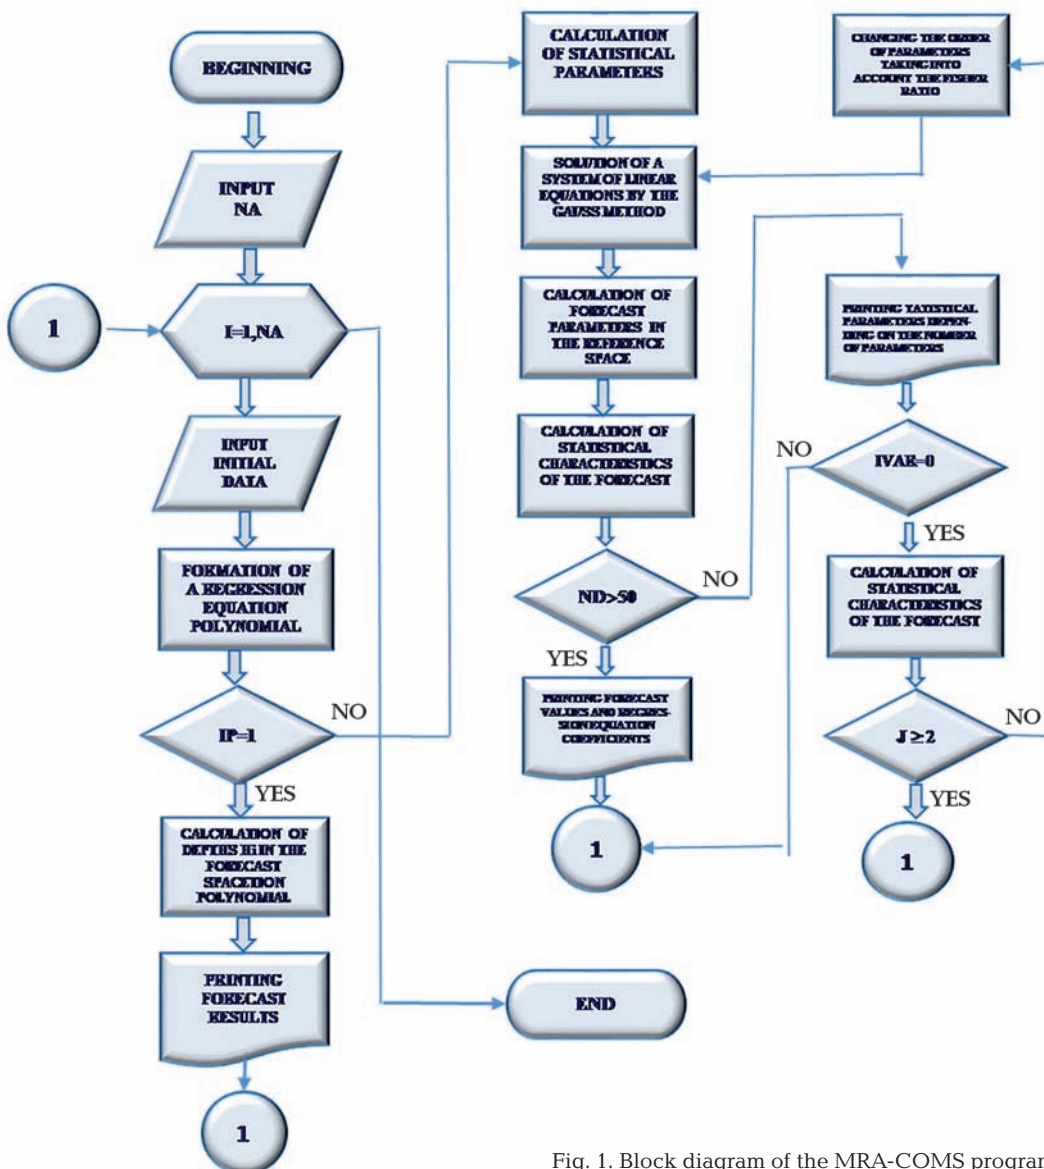 BEGINNING
INPUT
NA
1
I=1,NA
INPUT
INITIAL
DATA
FORMATION OF
A REGRESSION
EQUATION
POLYNOMIAL
IP=1
NO
YES
CALCULATION OF
DEPTHS Hi IN THE
FORECAST
SPACETION
POLYNOMIAL
PRINTING
FORECAST
RESULTS
1
CALCULATION
OF STATISTICAL
PARAMETERS
SOLUTION OF A
SYSTEM OF LINEAR
EQUATIONS BY THE
GAUSS METHOD
CALCULATION OF
FORECAST
PARAMETERS IN
THE REFERENCE
SPACE
CALCULATION OF
STATISTICAL
CHARACTERISTICS
OF THE FORECAST
ND>50
NO
YES
PRINTING FORECAST
VALUES AND REGRES-
SION EQUATION
COEFFICIENTS
1
END
CHANGING THE ORDER
OF PARAMETERS
TAKING INTO
ACCOUNT THE FISHER
RATIO
PRINTING TATISTICAL
PARAMETERS DEPEN-
DING ON THE NUMBER
OF PARAMETERS
NO
IVAR=0
YES
CALCULATION OF
STATISTICAL
CHARACTERISTICS
OF THE FORECAST
J ≥ 2
NO
YES
1
Fig. 1. Block diagram of the MRA-COMS program